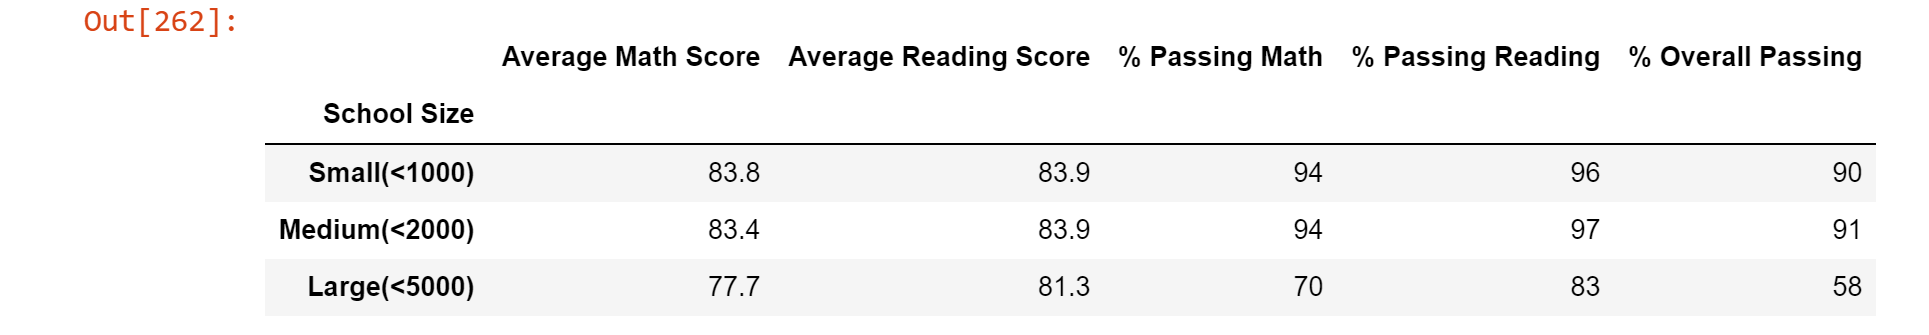 Out[262]:
Average Math Score Average Reading Score % Passing Math % Passing Reading % Overall Passing
School Size
Small(<1000) 83.8 83.9 94 96 90
Medium(<2000) 83.4 83.9 94 97 91
Large(<5000) 77.7 81.3 70 83 58